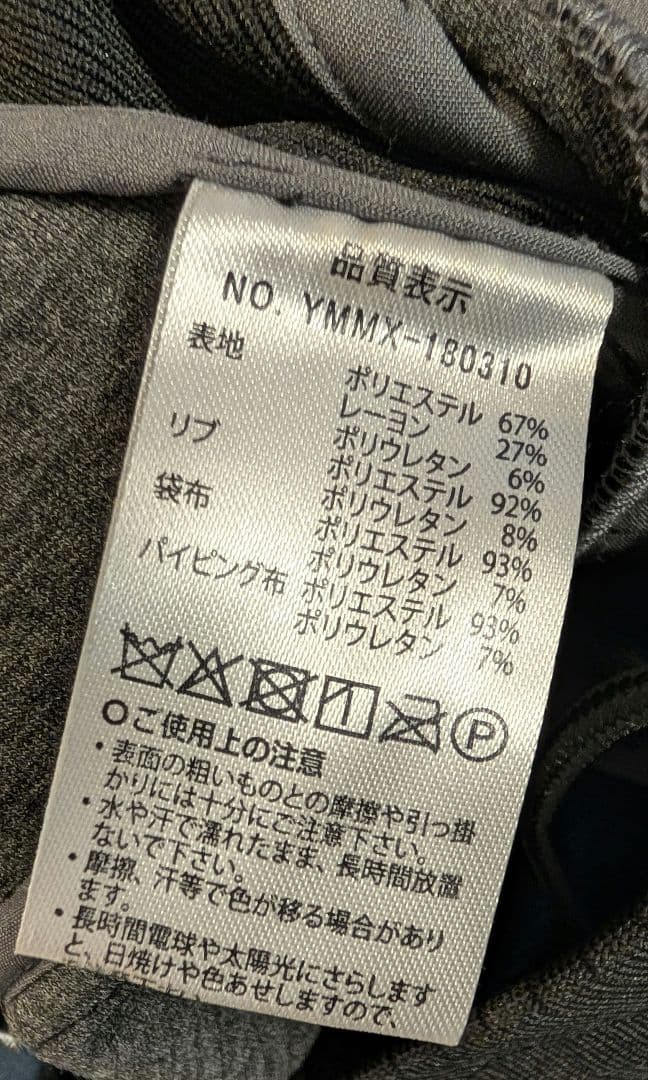 品質表示
NO. YMMX-180310
表地 ポリエステル 67%
レーヨン 27%
ポリウレタン 6%
リブ ポリエステル 92%
ポリウレタン 8%
袋布 ポリエステル 93%
ポリウレタン 7%
パイピング布 ポリエステル 93%
ポリウレタン 7%
P
○ご使用上の注意
・表面の粗いものとの摩擦や引っ掛
かりには十分にご注意下さい。
・水や汗で濡れたまま、長時間放置
ないで下さい。
・摩擦、汗等で色が移る場合があり
ます。
・長時間電球や太陽光にさらします
と、日焼けや色あせしますので、